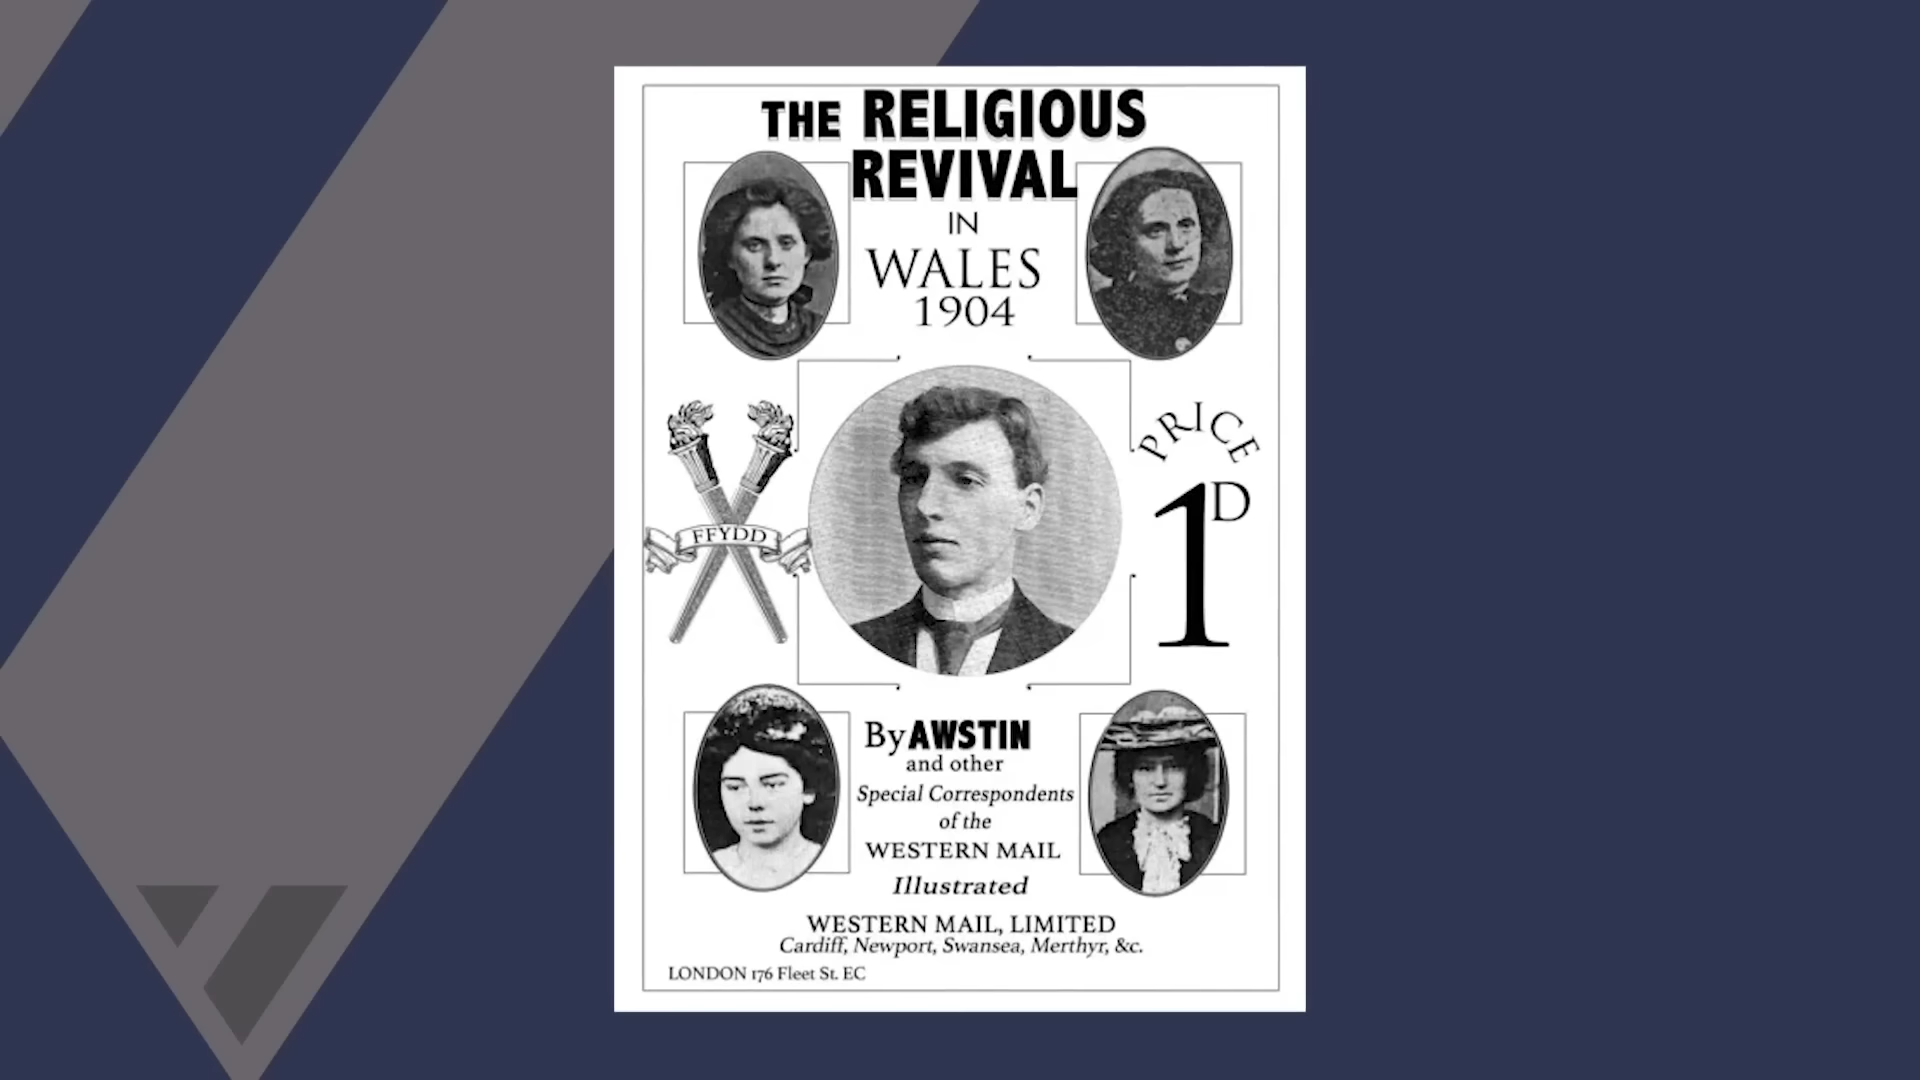 THE RELIGIOUS
REVIVAL
IN
WALES
1904
FFYDD
PRICE
1D
By AWSTIN
and other
Special Correspondents
of the
WESTERN MAIL
Illustrated
WESTERN MAIL, LIMITED
Cardiff, Newport, Swansea, Merthyr, &c.
LONDON 176 Fleet St. EC